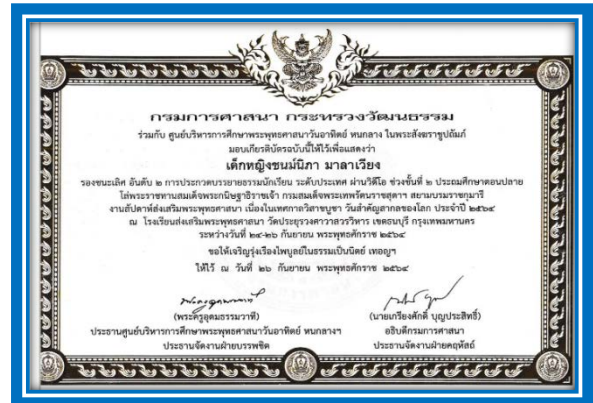 กรมการศาสนา กระทรวงวัฒนธรรม
ร่วมกับ ศูนย์บริหารการศึกษาพระพุทธศาสนาวันอาทิตย์ หนกลาง ในพระสังฆราชูปถัมภ์
มอบเกียรติบัตรฉบับนี้ให้ไว้เพื่อแสดงว่า
เด็กหญิงชนม์นิภา มาลาเวียง
รองชนะเลิศ อันดับ ๒ การประกวดบรรยายธรรมนักเรียน ระดับประเทศ ผ่านวิดีโอ ช่วงชั้นที่ ๒ ประถมศึกษาตอนปลาย
โล่พระราชทานสมเด็จพระกนิษฐาธิราชเจ้า กรมสมเด็จพระเทพรัตนราชสุดาฯ สยามบรมราชกุมารี
งานสัปดาห์ส่งเสริมพระพุทธศาสนา เนื่องในเทศกาลวิสาขบูชา วันสำคัญสากลของโลก ประจำปี ๒๕๖๔
ณ โรงเรียนส่งเสริมพระพุทธศาสนา วัดประยุรวงศาวาสวรวิหาร เขตธนบุรี กรุงเทพมหานคร
ระหว่างวันที่ ๒๔-๒๖ กันยายน พระพุทธศักราช ๒๕๖๔
ขอให้เจริญรุ่งเรืองไพบูลย์ในธรรมเป็นนิตย์ เทอญฯ
ให้ไว้ ณ วันที่ ๒๖ กันยายน พระพุทธศักราช ๒๕๖๔
(พระครูอุดมธรรมวาที)
ประธานศูนย์บริหารการศึกษาพระพุทธศาสนาวันอาทิตย์ หนกลางฯ
ประธานจัดงานฝ่ายบรรพชิต
(นายเกรียงศักดิ์ บุญประสิทธิ์)
อธิบดีกรมการศาสนา
ประธานจัดงานฝ่ายคฤหัสถ์